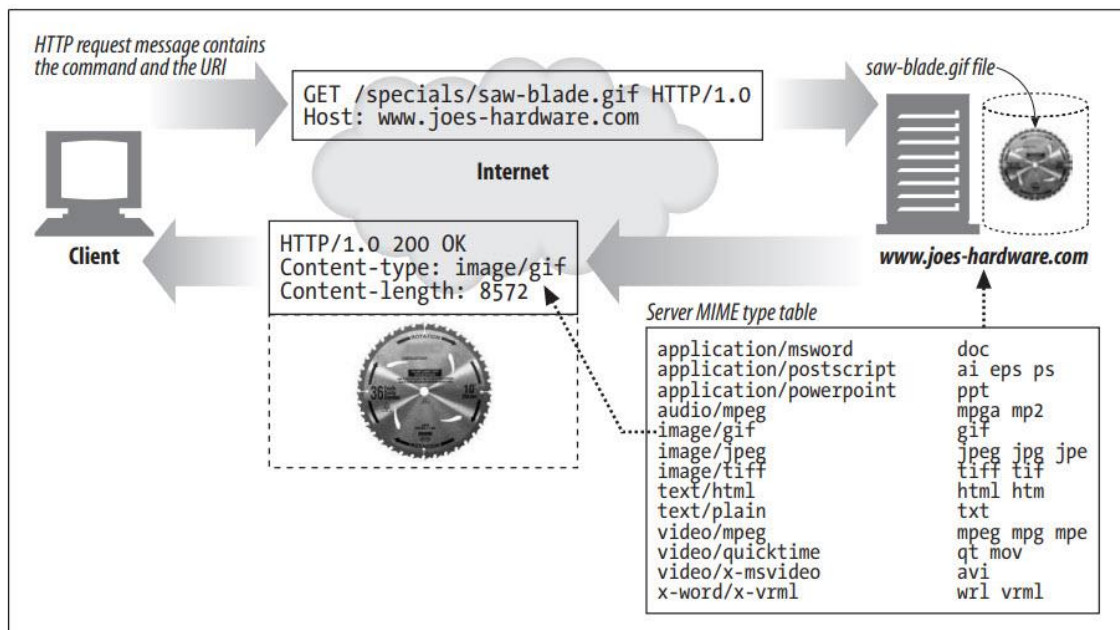 HTTP request message contains
the command and the URI
GET /specials/saw-blade.gif HTTP/1.0
Host: www.joes-hardware.com
saw-blade.gif file
Internet
Client
HTTP/1.0 200 OK
Content-type: image/gif
Content-length: 8572
www.joes-hardware.com
ROTATION
36
10
Server MIME type table
application/msword doc
application/postscript ai eps ps
application/powerpoint ppt
audio/mpeg mpga mp2
image/gif gif
image/jpeg jpeg jpg jpe
image/tiff tiff tif
text/html html htm
text/plain txt
video/mpeg mpeg mpg mpe
video/quicktime qt mov
video/x-msvideo avi
x-word/x-vrml wrl vrml